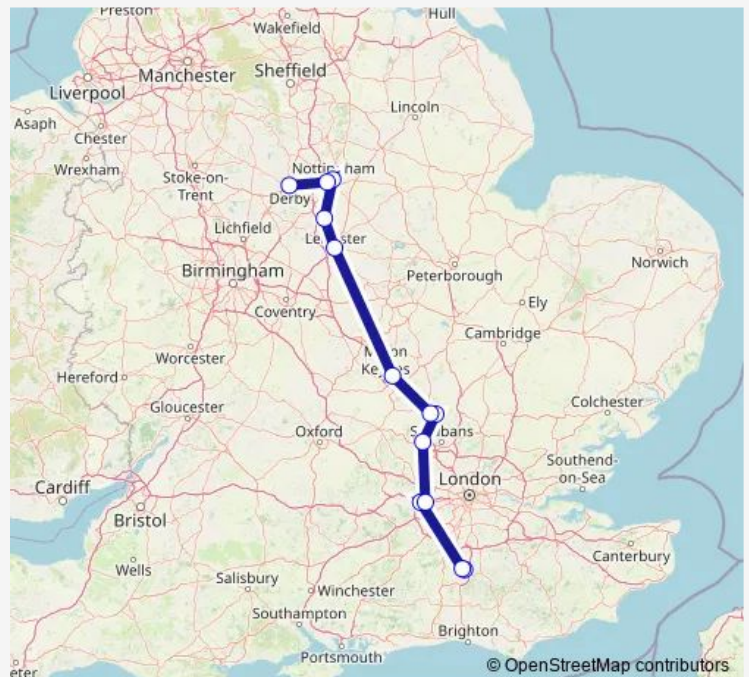 Preston
Hull
Wakefield
Manchester
Sheffield
Liverpool
Lincoln
Asaph
Chester
Wrexham
Stoke-on-
Trent
Derby
Lichfield
Norwich
Birmingham
Peterborough
Ely
Coventry
Cambridge
Worcester
Hereford
Gloucester
Colchester
Oxford
Southend-
on-Sea
London
Cardiff
Bristol
Canterbury
Wells
Salisbury
Winchester
Southampton
Brighton
Portsmouth
© OpenStreetMap contributors